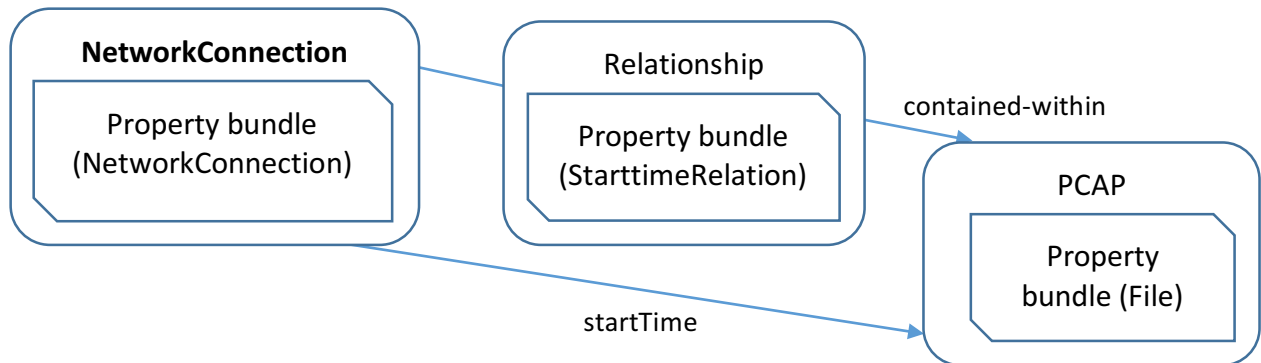 NetworkConnection
Property bundle
(NetworkConnection)
Relationship
Property bundle
(StarttimeRelation)
contained-within
PCAP
Property
bundle (File)
startTime